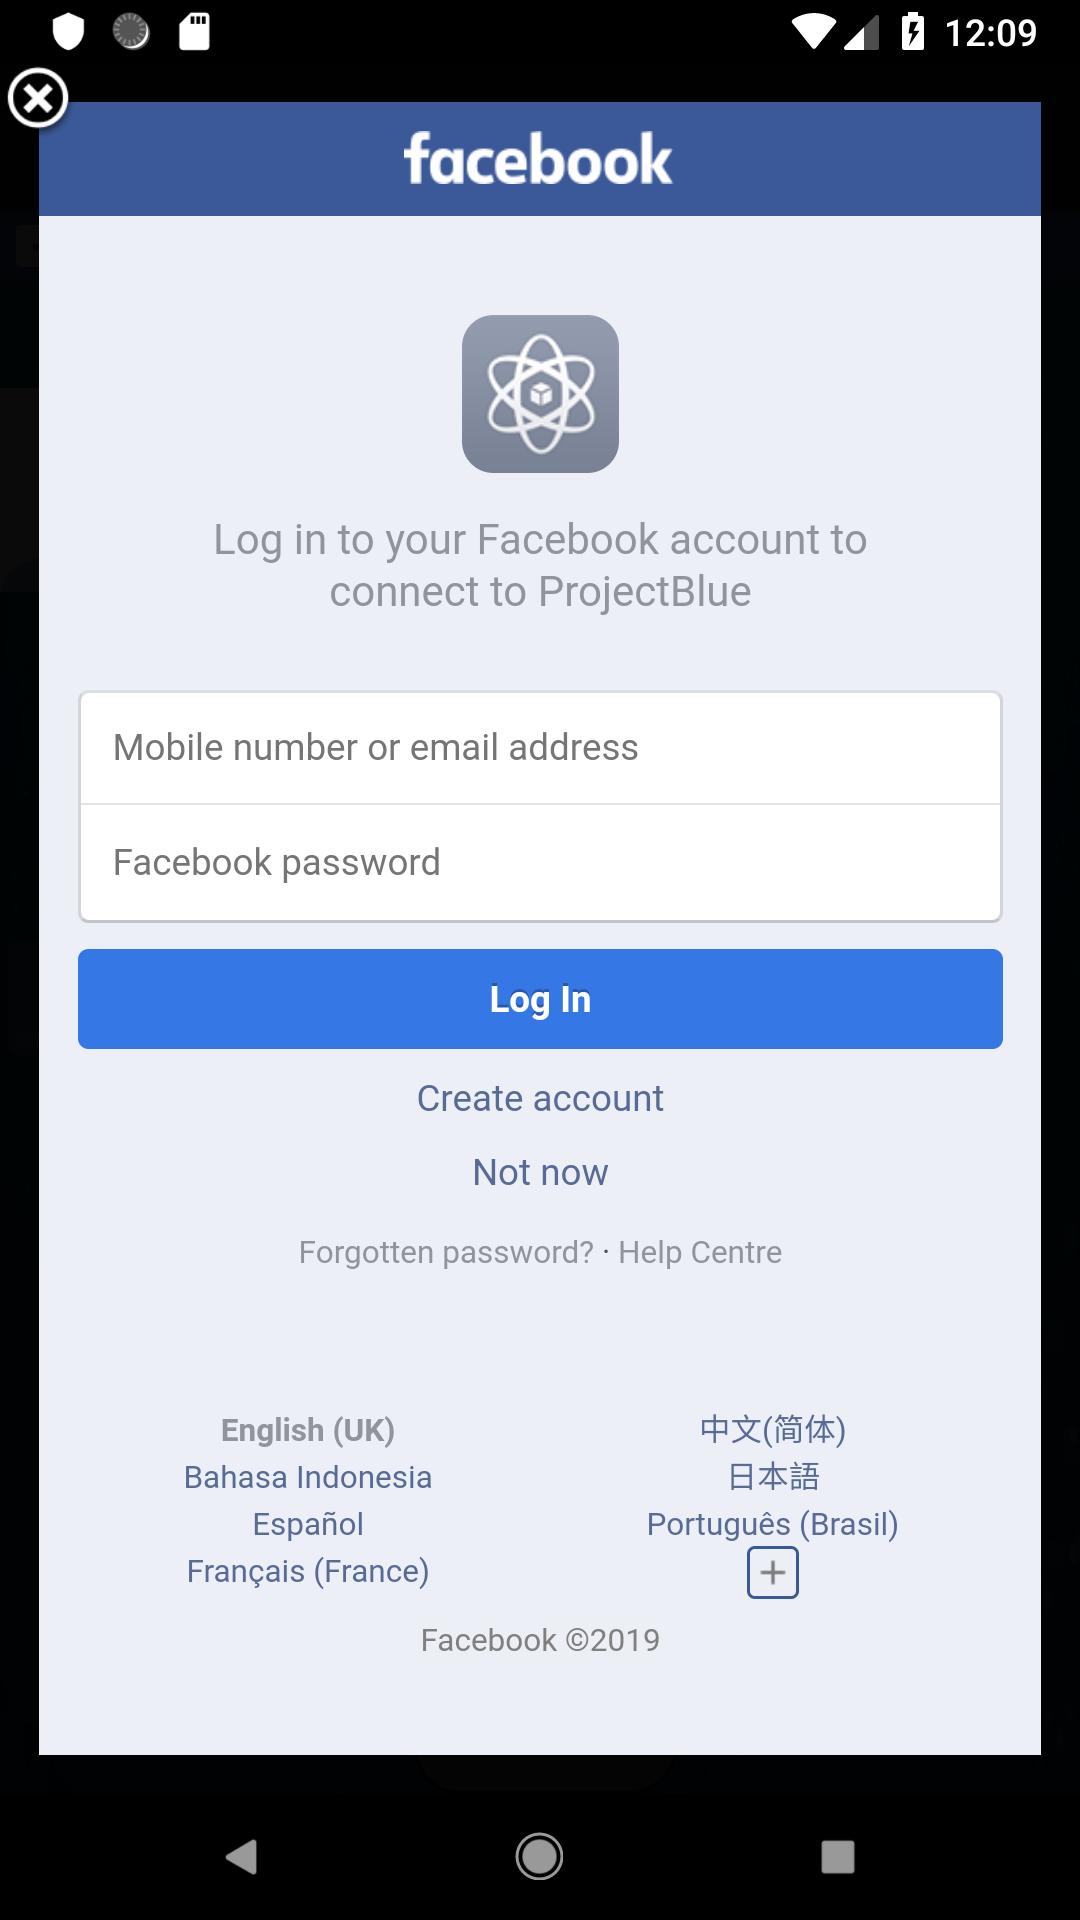 12:09
facebook
Log in to your Facebook account to
connect to ProjectBlue
Mobile number or email address
Facebook password
Log In
Create account
Not now
Forgotten password? · Help Centre
English (UK)
中文(简体)
Bahasa Indonesia
日本語
Español
Português (Brasil)
Français (France)
Facebook ©2019